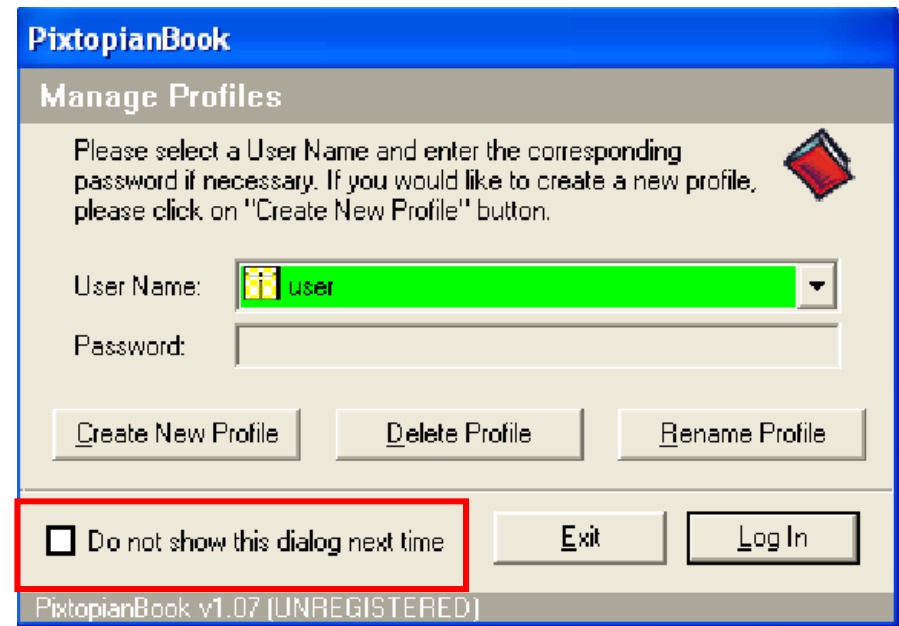 PixtopianBook
Manage Profiles
Please select a User Name and enter the corresponding
password if necessary. If you would like to create a new profile,
please click on "Create New Profile" button.
User Name: user
Password:
Create New Profile Delete Profile Rename Profile
Do not show this dialog next time Exit Log In
PixtopianBook v1.07 (UNREGISTERED)